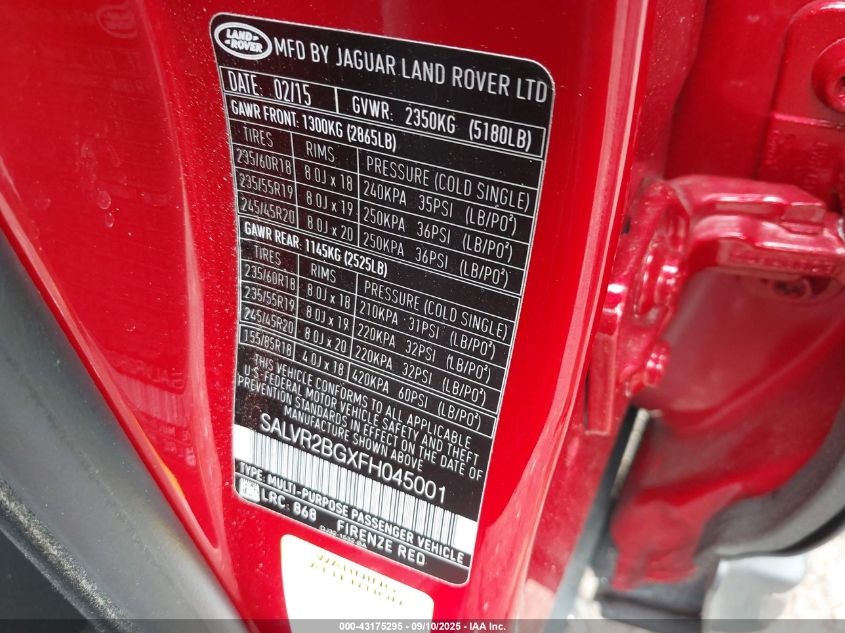 LAND ROVER
MFD BY JAGUAR LAND ROVER LTD
DATE: 02/15 GVWR: 2350KG (5180LB)
GAWR FRONT: 1300KG (2865LB)
TIRES RIMS PRESSURE (COLD SINGLE)
235/60R18 8.0J x 18 240KPA 35PSI (LB/PO²)
235/55R19 8.0J x 19 250KPA 36PSI (LB/PO²)
245/45R20 8.0J x 20 250KPA 36PSI (LB/PO²)
GAWR REAR: 1145KG (2525LB)
TIRES RIMS PRESSURE (COLD SINGLE)
235/60R18 8.0J x 18 210KPA 31PSI (LB/PO²)
235/55R19 8.0J x 19 220KPA 32PSI (LB/PO²)
245/45R20 8.0J x 20 220KPA 32PSI (LB/PO²)
155/85R18 4.0J x 18 420KPA 60PSI (LB/PO²)
THIS VEHICLE CONFORMS TO ALL APPLICABLE
U.S. FEDERAL MOTOR VEHICLE SAFETY AND THEFT
PREVENTION STANDARDS IN EFFECT ON THE DATE OF
MANUFACTURE SHOWN ABOVE
SALVR2BGXFH045001
TYPE: MULTI-PURPOSE PASSENGER VEHICLE
LRC: 868 FIRENZE RED
WARNING
ATTENTION
000-43175295 - 09/10/2025 - IAA Inc.